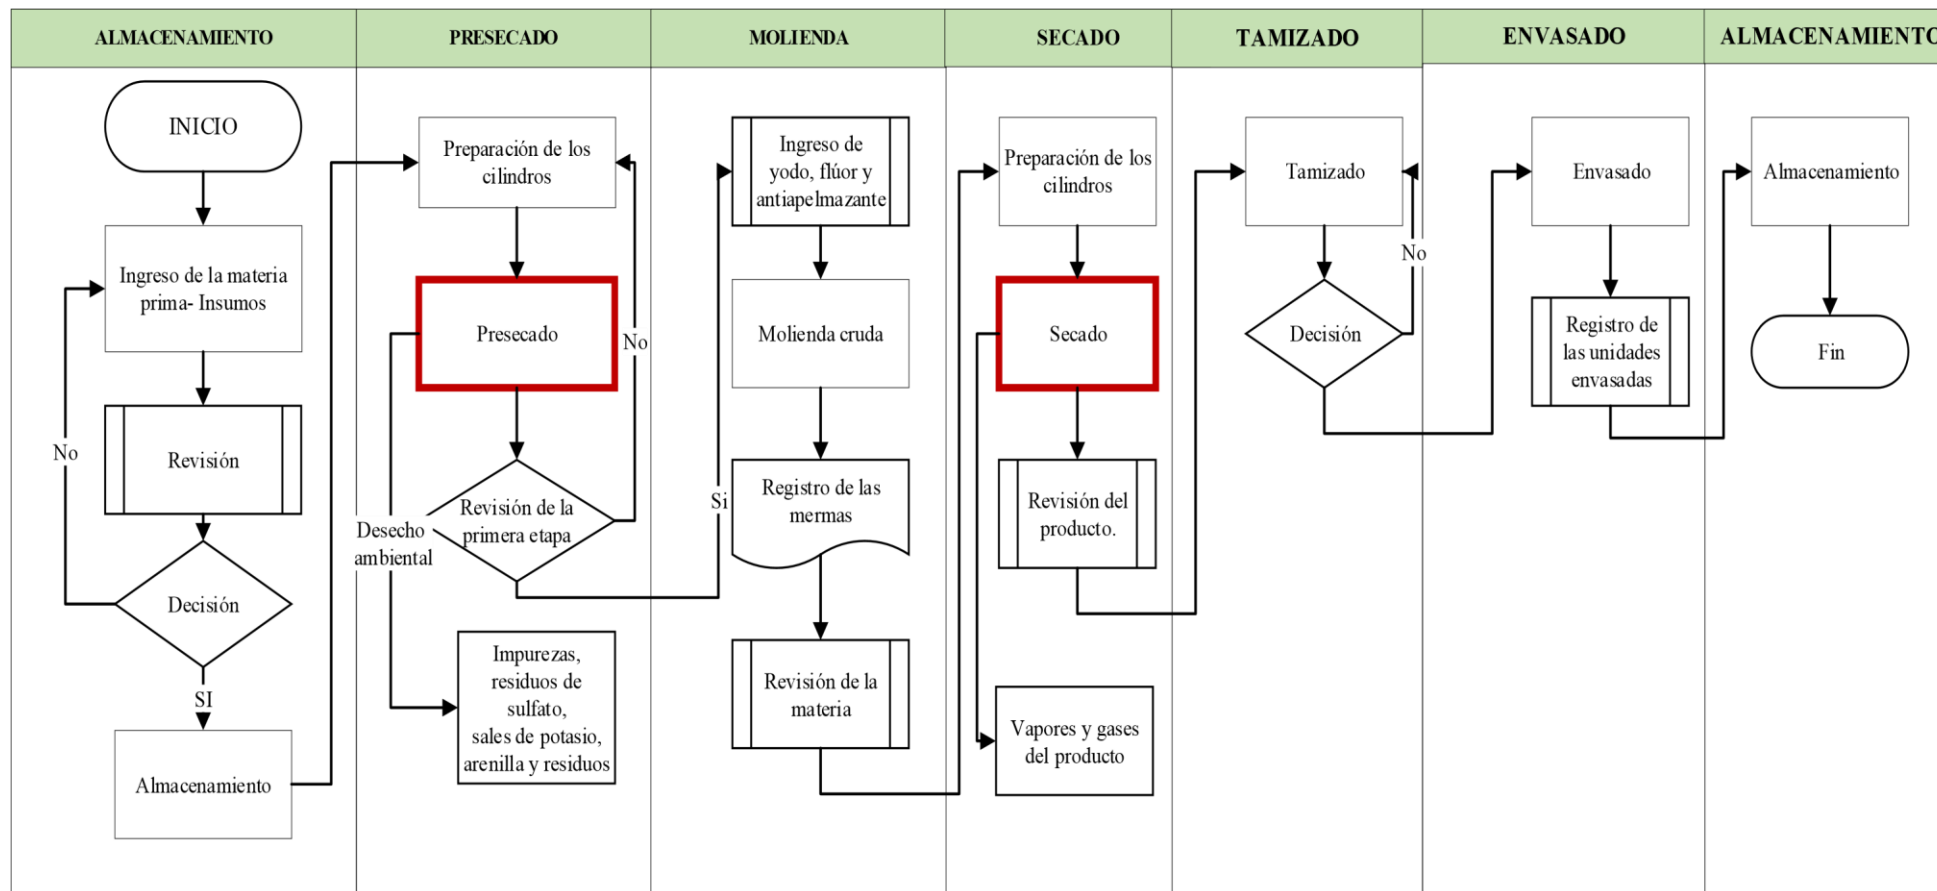 ALMACENAMIENTO
PRESECADO
MOLIENDA
SECADO
TAMIZADO
ENVASADO
ALMACENAMIENTO
INICIO
Ingreso de la materia
prima- Insumos
Revisión
No
Decisión
SI
Almacenamiento
Preparación de los
cilindros
Presecado
No
Revisión de la
primera etapa
Desecho
ambiental
Impurezas,
residuos de
sulfato,
sales de potasio,
arenilla y residuos
Si
Ingreso de
yodo, flúor y
antiapelmazante
Molienda cruda
Registro de las
mermas
Revisión de la
materia
Preparación de los
cilindros
Secado
Revisión del
producto.
Vapores y gases
del producto
Tamizado
No
Decisión
Envasado
Registro de
las unidades
envasadas
Almacenamiento
Fin